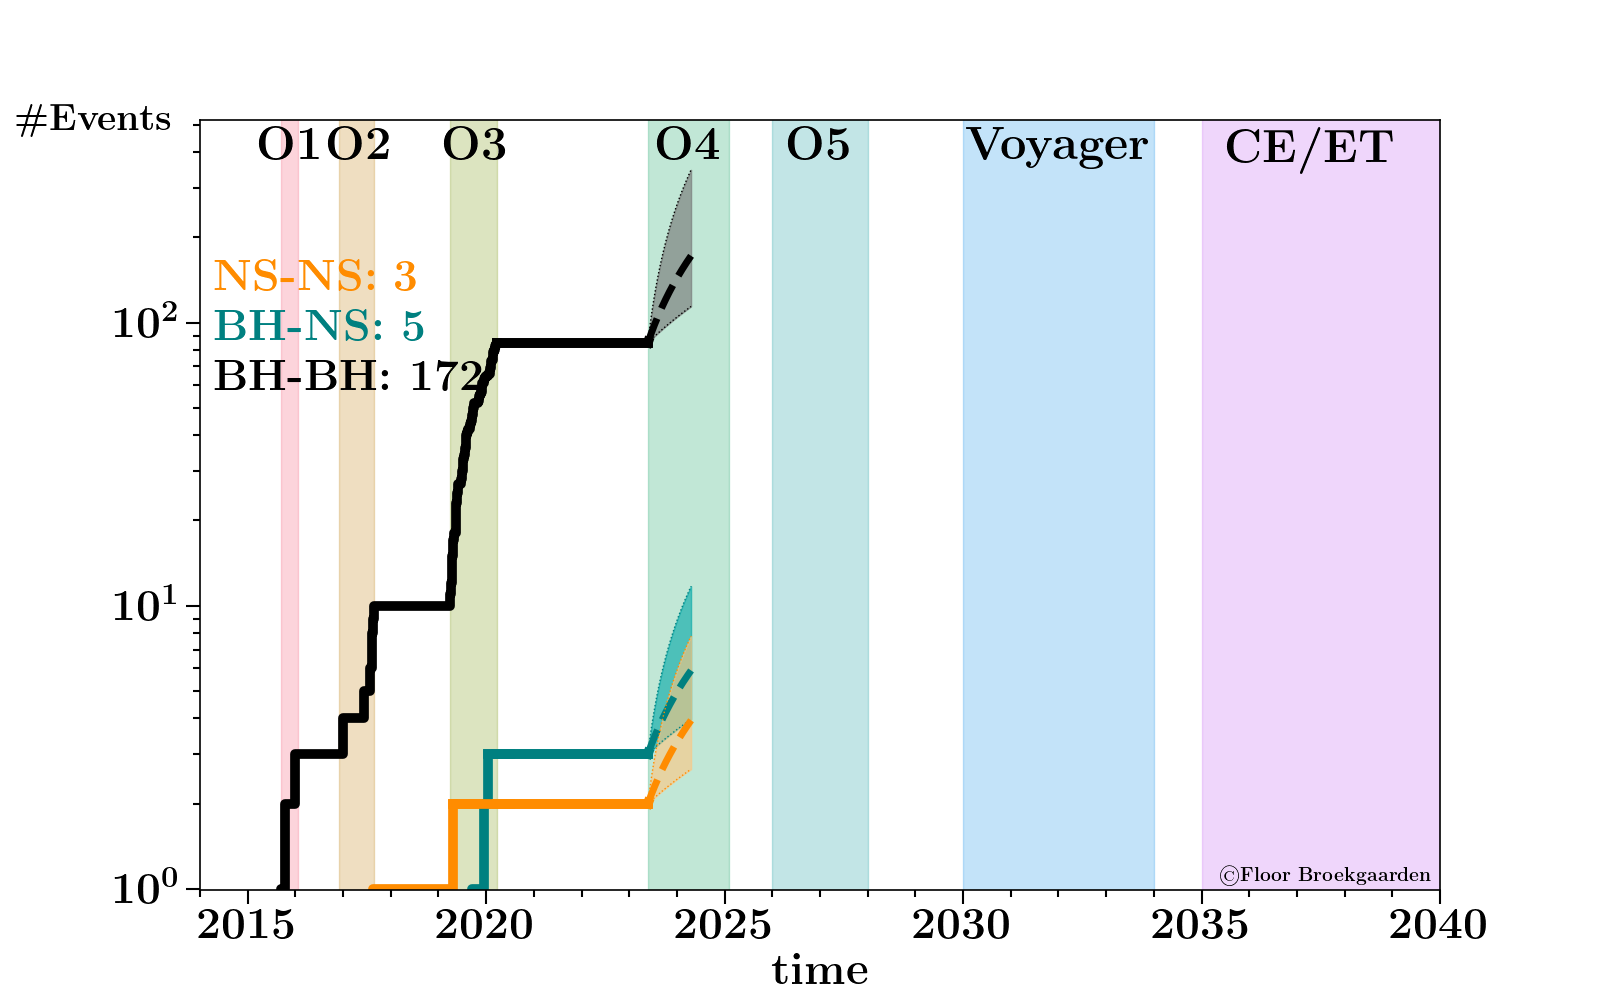 #Events
O1 O2 O3 O4 O5 Voyager CE/ET
NS-NS: 3
BH-NS: 5
BH-BH: 172
10²
10¹
10⁰
©Floor Broekgaarden
2015 2020 2025 2030 2035 2040
time